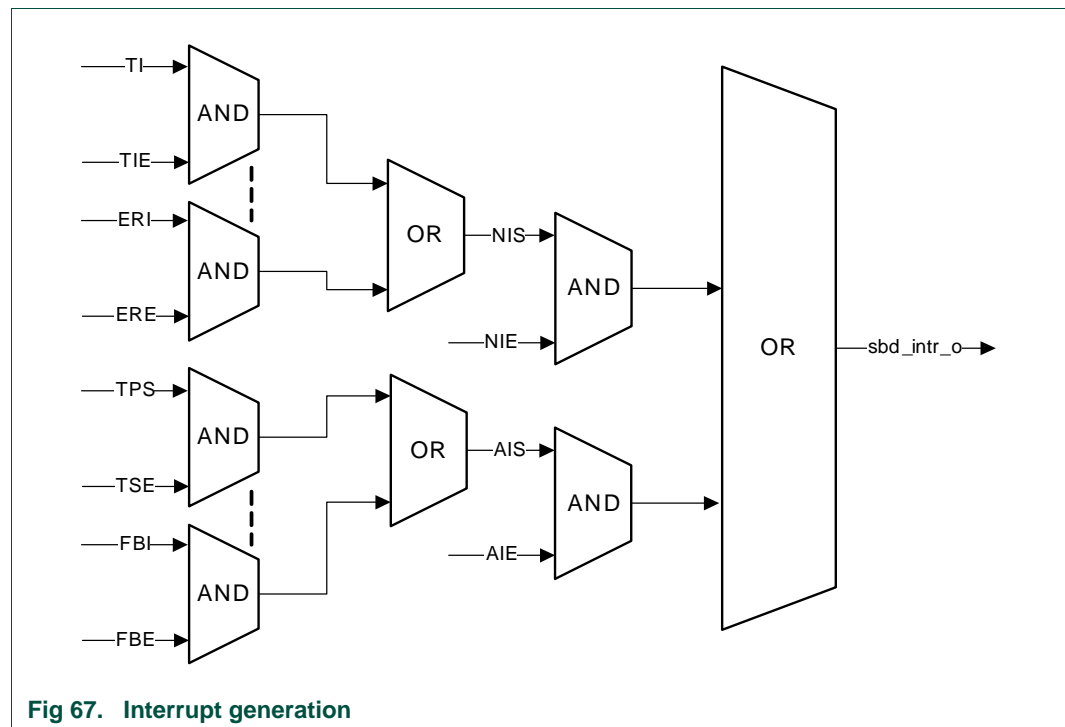 TI
AND
TIE
ERI
AND
ERE
OR
NIS
AND
NIE
TPS
AND
TSE
FBI
AND
FBE
OR
AIS
AND
AIE
OR
sbd_intr_o
Fig 67. Interrupt generation